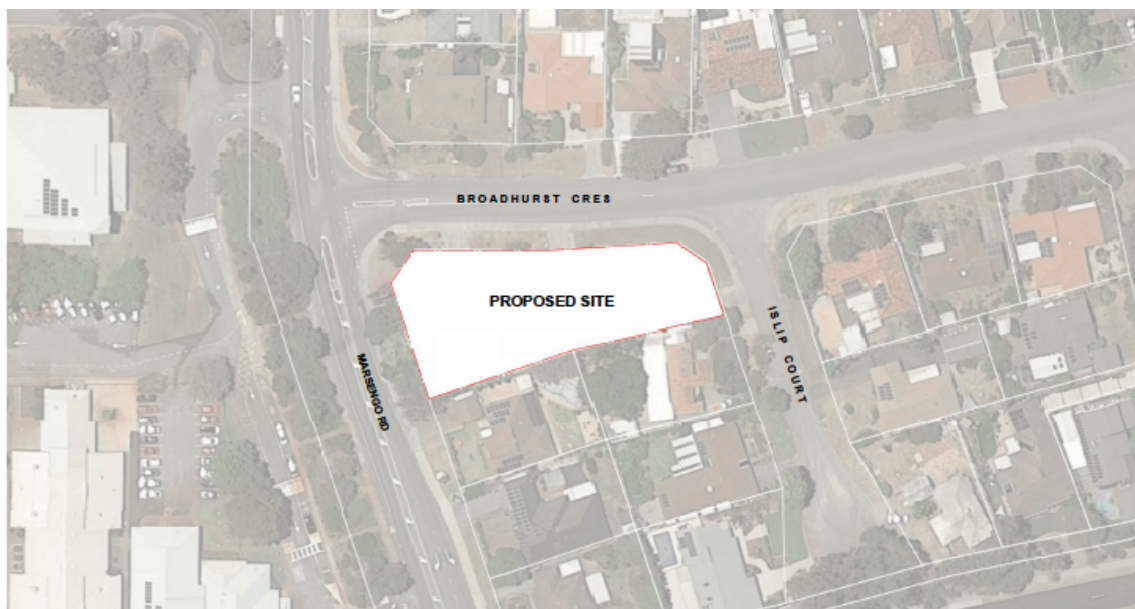 BROADHURST CRES
PROPOSED SITE
ISLIP COURT
MARSENGO RD